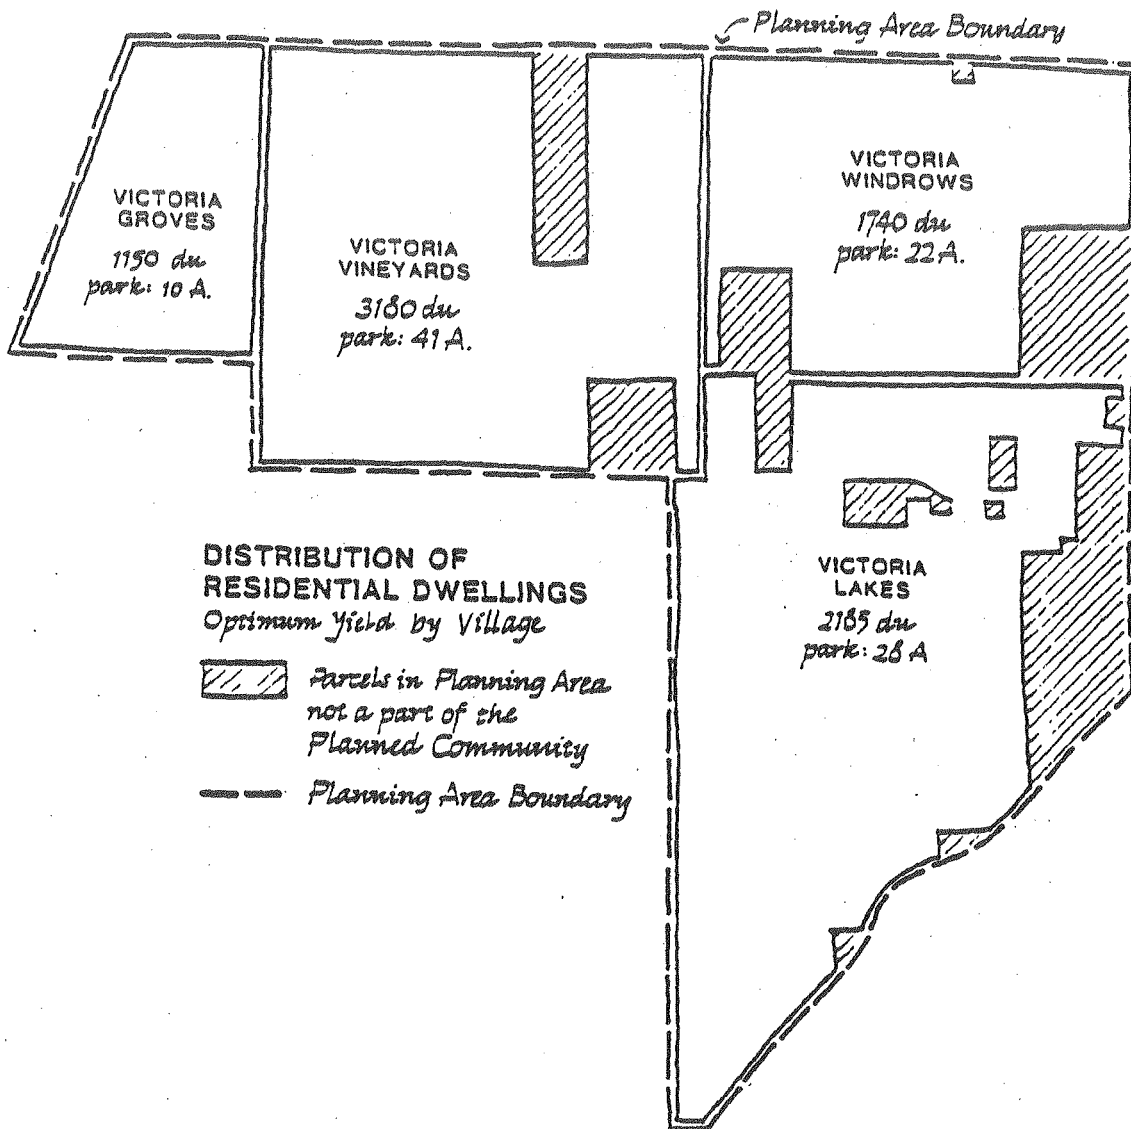 Planning Area Boundary
VICTORIA
GROVES
1150 du
park: 10 A.
VICTORIA
VINEYARDS
3180 du
park: 41 A.
VICTORIA
WINDROWS
1740 du
park: 22 A.
VICTORIA
LAKES
2185 du
park: 28 A
DISTRIBUTION OF
RESIDENTIAL DWELLINGS
Optimum Yield by Village
Parcels in Planning Area
not a part of the
Planned Community
Planning Area Boundary